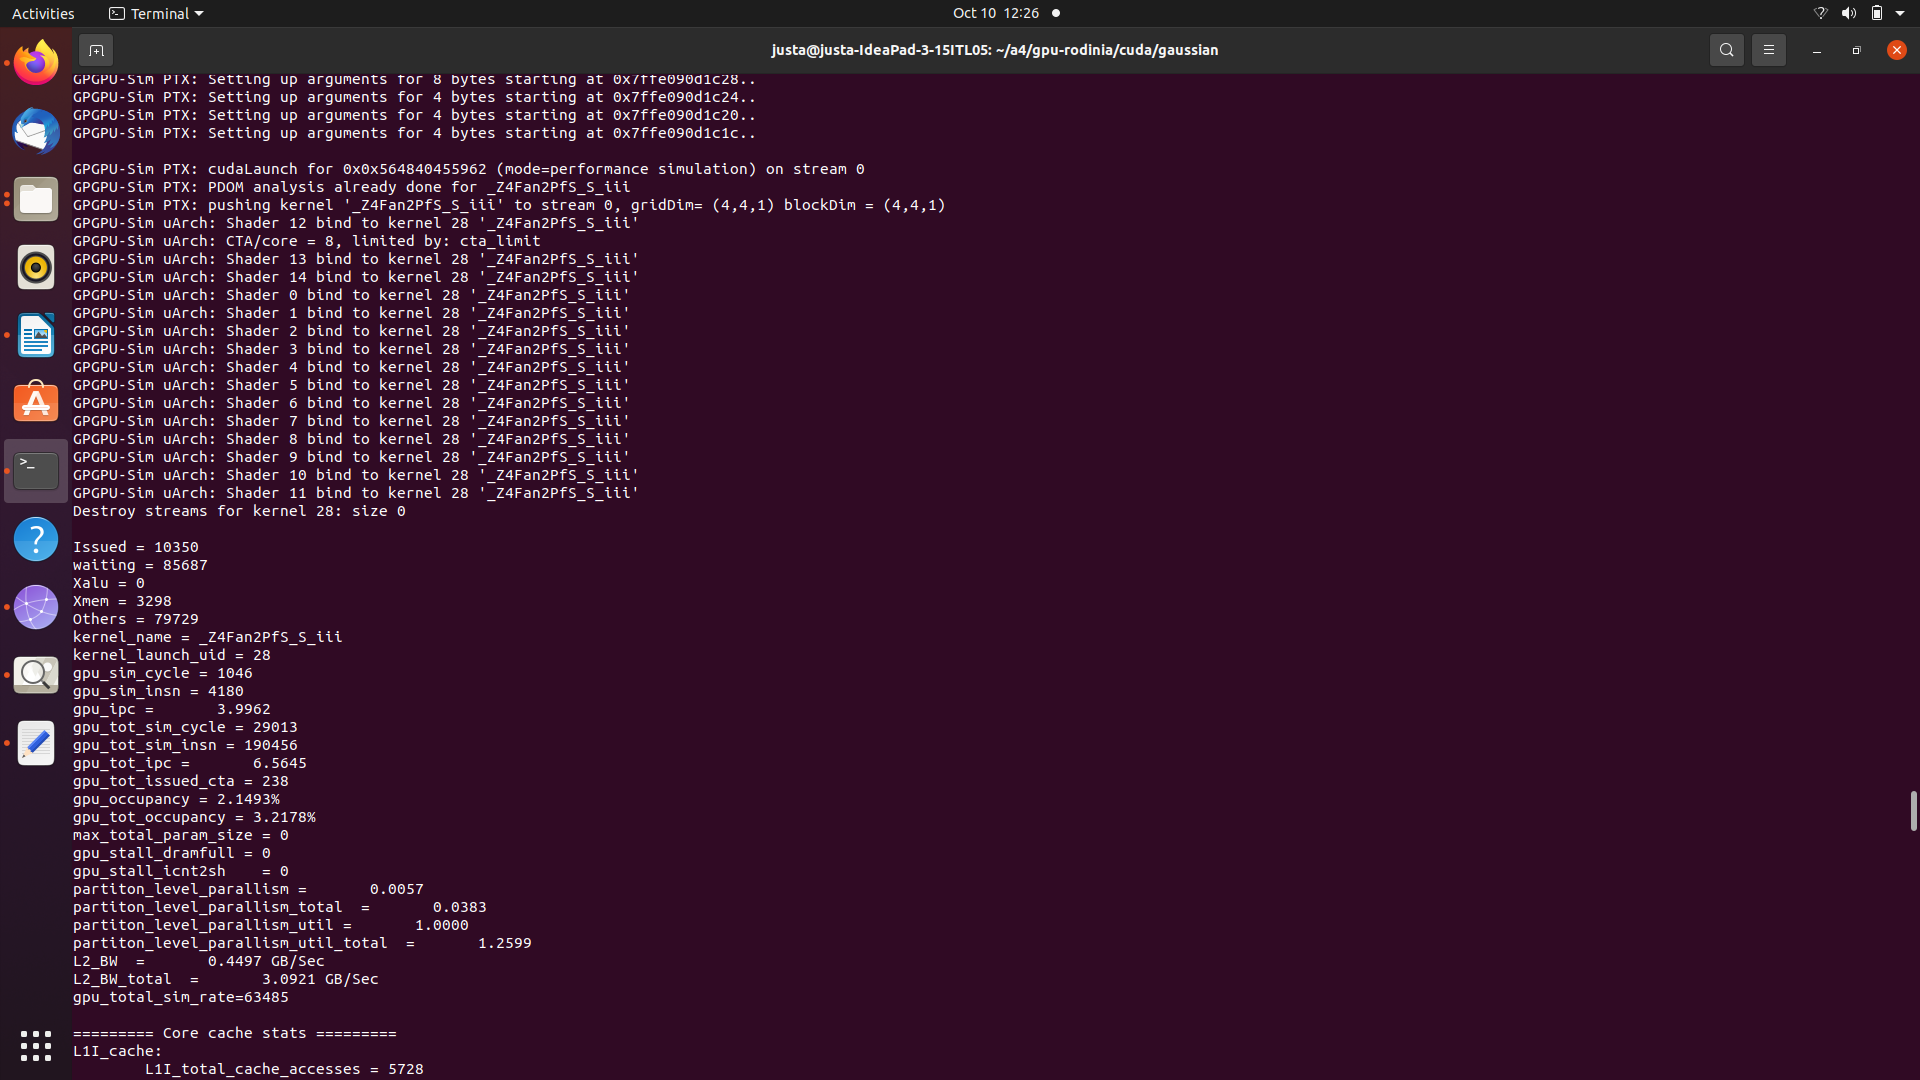 Activities
Terminal
Oct 10 12:26
justa@justa-IdeaPad-3-15ITL05: ~/a4/gpu-rodinia/cuda/gaussian
GPGPU-Sim PTX: Setting up arguments for 8 bytes starting at 0x7ffe090d1c28..
GPGPU-Sim PTX: Setting up arguments for 4 bytes starting at 0x7ffe090d1c24..
GPGPU-Sim PTX: Setting up arguments for 4 bytes starting at 0x7ffe090d1c20..
GPGPU-Sim PTX: Setting up arguments for 4 bytes starting at 0x7ffe090d1c1c..
GPGPU-Sim PTX: cudaLaunch for 0x0x564840455962 (mode=performance simulation) on stream 0
GPGPU-Sim PTX: PDOM analysis already done for _Z4Fan2PfS_S_iii
GPGPU-Sim PTX: pushing kernel '_Z4Fan2PfS_S_iii' to stream 0, gridDim= (4,4,1) blockDim = (4,4,1)
GPGPU-Sim uArch: Shader 12 bind to kernel 28 '_Z4Fan2PfS_S_iii'
GPGPU-Sim uArch: CTA/core = 8, limited by: cta_limit
GPGPU-Sim uArch: Shader 13 bind to kernel 28 '_Z4Fan2PfS_S_iii'
GPGPU-Sim uArch: Shader 14 bind to kernel 28 '_Z4Fan2PfS_S_iii'
GPGPU-Sim uArch: Shader 0 bind to kernel 28 '_Z4Fan2PfS_S_iii'
GPGPU-Sim uArch: Shader 1 bind to kernel 28 '_Z4Fan2PfS_S_iii'
GPGPU-Sim uArch: Shader 2 bind to kernel 28 '_Z4Fan2PfS_S_iii'
GPGPU-Sim uArch: Shader 3 bind to kernel 28 '_Z4Fan2PfS_S_iii'
GPGPU-Sim uArch: Shader 4 bind to kernel 28 '_Z4Fan2PfS_S_iii'
GPGPU-Sim uArch: Shader 5 bind to kernel 28 '_Z4Fan2PfS_S_iii'
GPGPU-Sim uArch: Shader 6 bind to kernel 28 '_Z4Fan2PfS_S_iii'
GPGPU-Sim uArch: Shader 7 bind to kernel 28 '_Z4Fan2PfS_S_iii'
GPGPU-Sim uArch: Shader 8 bind to kernel 28 '_Z4Fan2PfS_S_iii'
GPGPU-Sim uArch: Shader 9 bind to kernel 28 '_Z4Fan2PfS_S_iii'
GPGPU-Sim uArch: Shader 10 bind to kernel 28 '_Z4Fan2PfS_S_iii'
GPGPU-Sim uArch: Shader 11 bind to kernel 28 '_Z4Fan2PfS_S_iii'
Destroy streams for kernel 28: size 0
Issued = 10350
waiting = 85687
Xalu = 0
Xmem = 3298
Others = 79729
kernel_name = _Z4Fan2PfS_S_iii
kernel_launch_uid = 28
gpu_sim_cycle = 1046
gpu_sim_insn = 4180
gpu_ipc =       3.9962
gpu_tot_sim_cycle = 29013
gpu_tot_sim_insn = 190456
gpu_tot_ipc =       6.5645
gpu_tot_issued_cta = 238
gpu_occupancy = 2.1493%
gpu_tot_occupancy = 3.2178%
max_total_param_size = 0
gpu_stall_dramfull = 0
gpu_stall_icnt2sh    = 0
partiton_level_parallism =       0.0057
partiton_level_parallism_total  =       0.0383
partiton_level_parallism_util =       1.0000
partiton_level_parallism_util_total  =       1.2599
L2_BW  =       0.4497 GB/Sec
L2_BW_total  =       3.0921 GB/Sec
gpu_total_sim_rate=63485
========= Core cache stats =========
L1I_cache:
L1I_total_cache_accesses = 5728